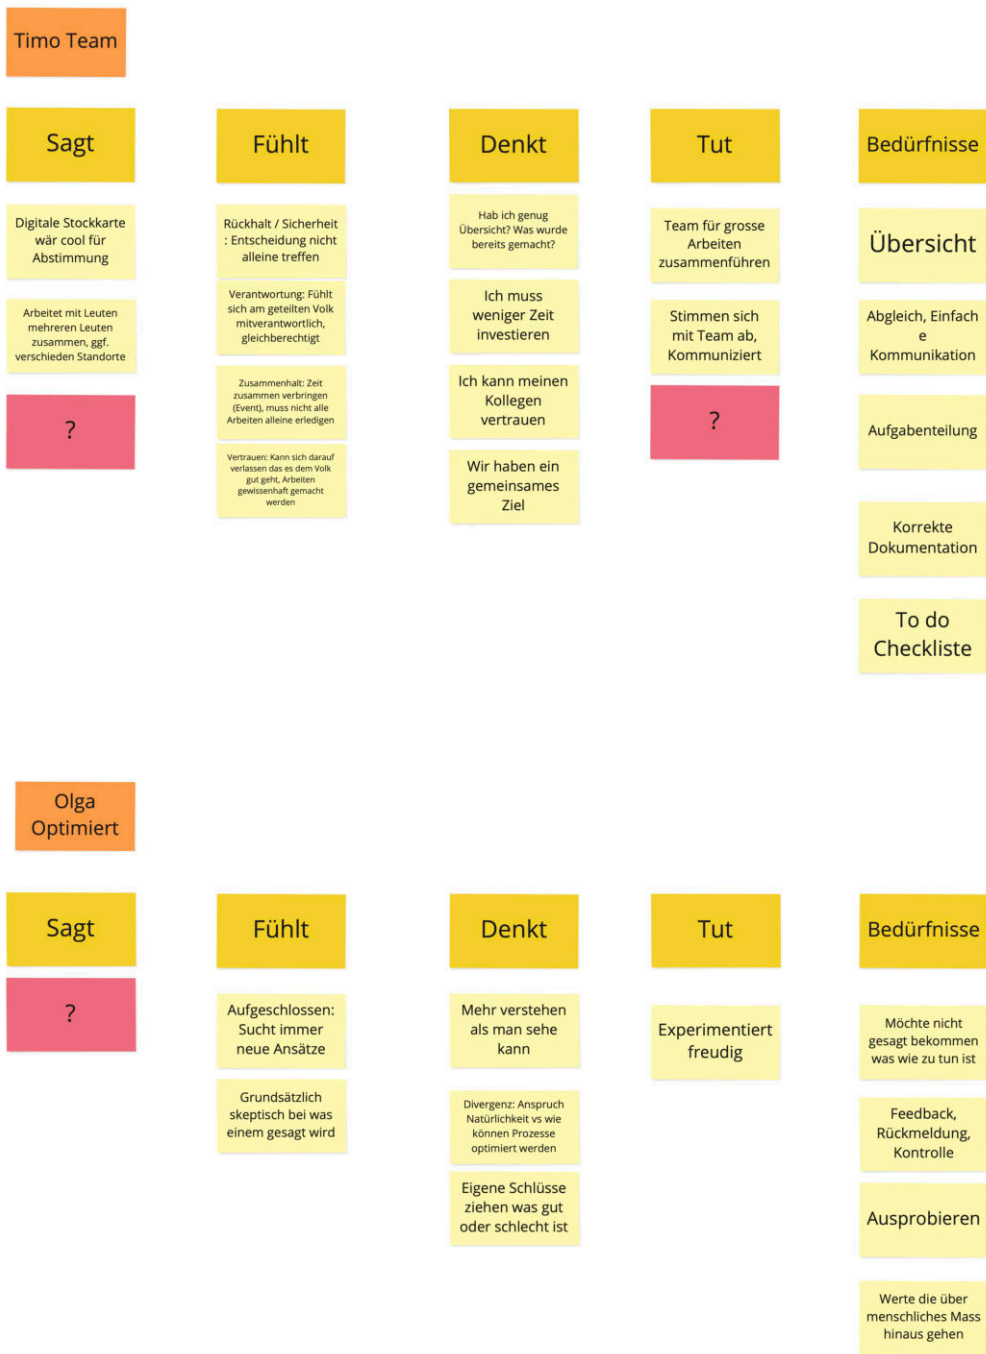 Timo Team
Sagt
Fühlt
Denkt
Tut
Bedürfnisse
Digitale Stockkarte
wär cool für
Abstimmung
Arbeitet mit Leuten
mehreren Leuten
zusammen, ggf.
verschieden Standorte
?
Rückhalt / Sicherheit
: Entscheidung nicht
alleine treffen
Verantwortung: Fühlt
sich am geteilten Volk
mitverantwortlich,
gleichberechtigt
Zusammenhalt: Zeit
zusammen verbringen
(Event), muss nicht alle
Arbeiten alleine erledigen
Vertrauen: Kann sich darauf
verlassen das es dem Volk
gut geht, Arbeiten
gewissenhaft gemacht
werden
Hab ich genug
Übersicht? Was wurde
bereits gemacht?
Ich muss
weniger Zeit
investieren
Ich kann meinen
Kollegen
vertrauen
Wir haben ein
gemeinsames
Ziel
Team für grosse
Arbeiten
zusammenführen
Stimmen sich
mit Team ab,
Kommuniziert
?
Übersicht
Abgleich, Einfach
e
Kommunikation
Aufgabenteilung
Korrekte
Dokumentation
To do
Checkliste
Olga
Optimiert
Sagt
Fühlt
Denkt
Tut
Bedürfnisse
?
Aufgeschlossen:
Sucht immer
neue Ansätze
Grundsätzlich
skeptisch bei was
einem gesagt wird
Mehr verstehen
als man sehe
kann
Divergenz: Anspruch
Natürlichkeit vs wie
können Prozesse
optimiert werden
Eigene Schlüsse
ziehen was gut
oder schlecht ist
Experimentiert
freudig
Möchte nicht
gesagt bekommen
was wie zu tun ist
Feedback,
Rückmeldung,
Kontrolle
Ausprobieren
Werte die über
menschliches Mass
hinaus gehen